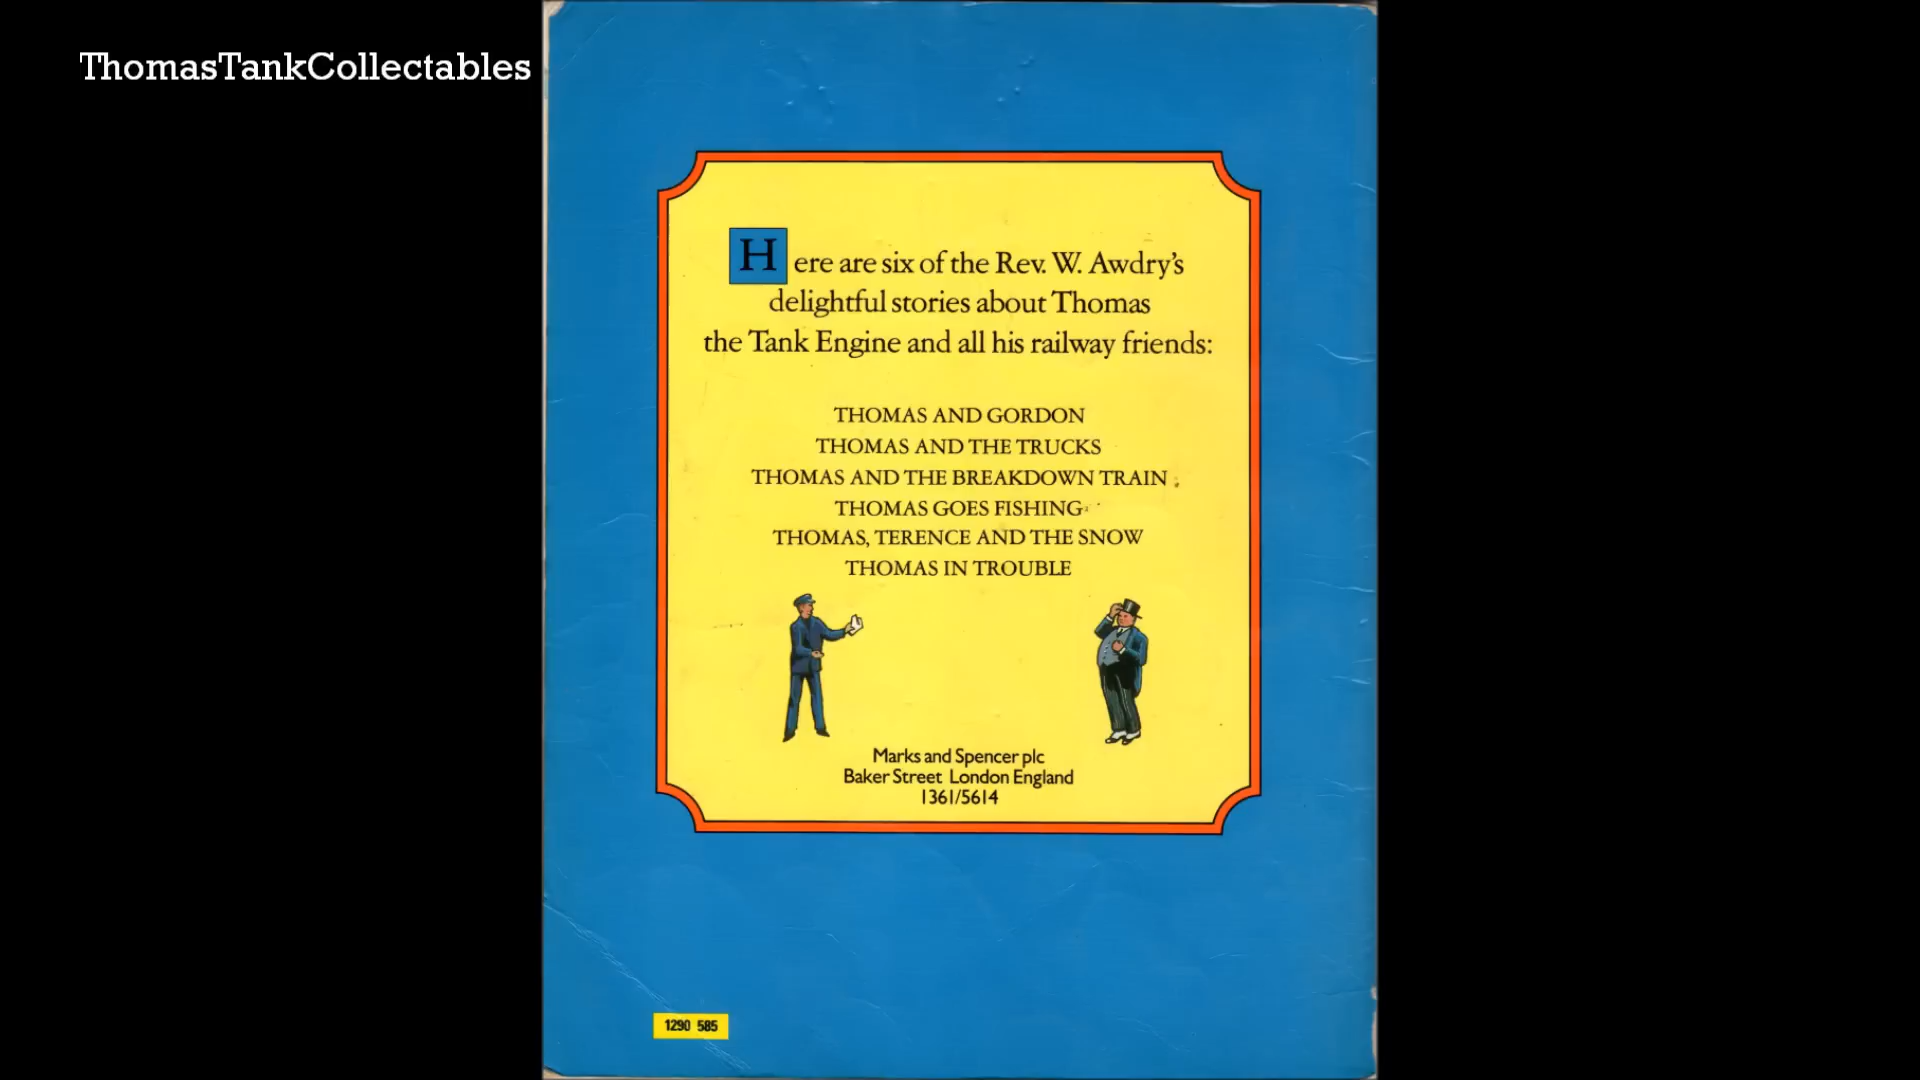 ThomasTankCollectables
Here are six of the Rev. W. Awdry's
delightful stories about Thomas
the Tank Engine and all his railway friends:
THOMAS AND GORDON
THOMAS AND THE TRUCKS
THOMAS AND THE BREAKDOWN TRAIN
THOMAS GOES FISHING
THOMAS, TERENCE AND THE SNOW
THOMAS IN TROUBLE
Marks and Spencer plc
Baker Street London England
1361/5614
1290 585